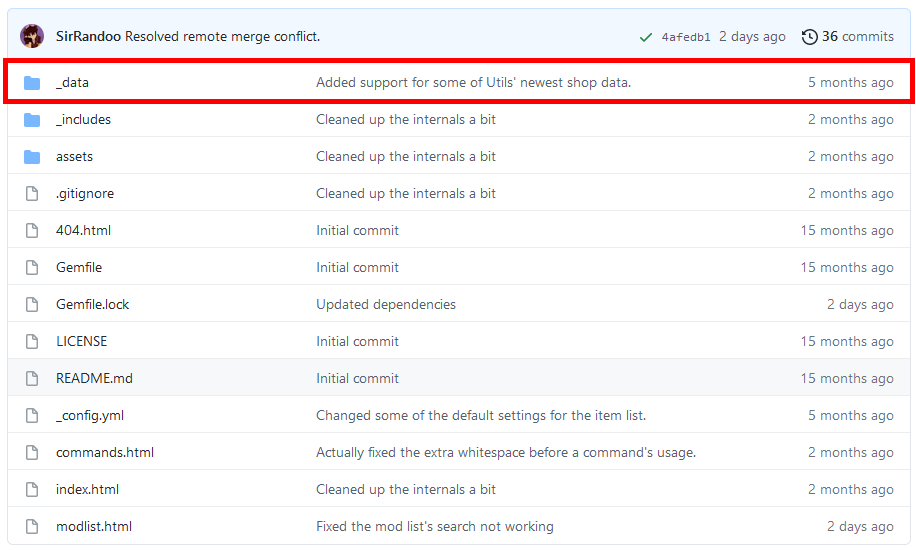 SirRandoo Resolved remote merge conflict. 4afedb1 2 days ago 36 commits
_data Added support for some of Utils' newest shop data. 5 months ago
_includes Cleaned up the internals a bit 2 months ago
assets Cleaned up the internals a bit 2 months ago
.gitignore Cleaned up the internals a bit 2 months ago
404.html Initial commit 15 months ago
Gemfile Initial commit 15 months ago
Gemfile.lock Updated dependencies 2 days ago
LICENSE Initial commit 15 months ago
README.md Initial commit 15 months ago
_config.yml Changed some of the default settings for the item list. 5 months ago
commands.html Actually fixed the extra whitespace before a command's usage. 2 months ago
index.html Cleaned up the internals a bit 2 months ago
modlist.html Fixed the mod list's search not working 2 days ago